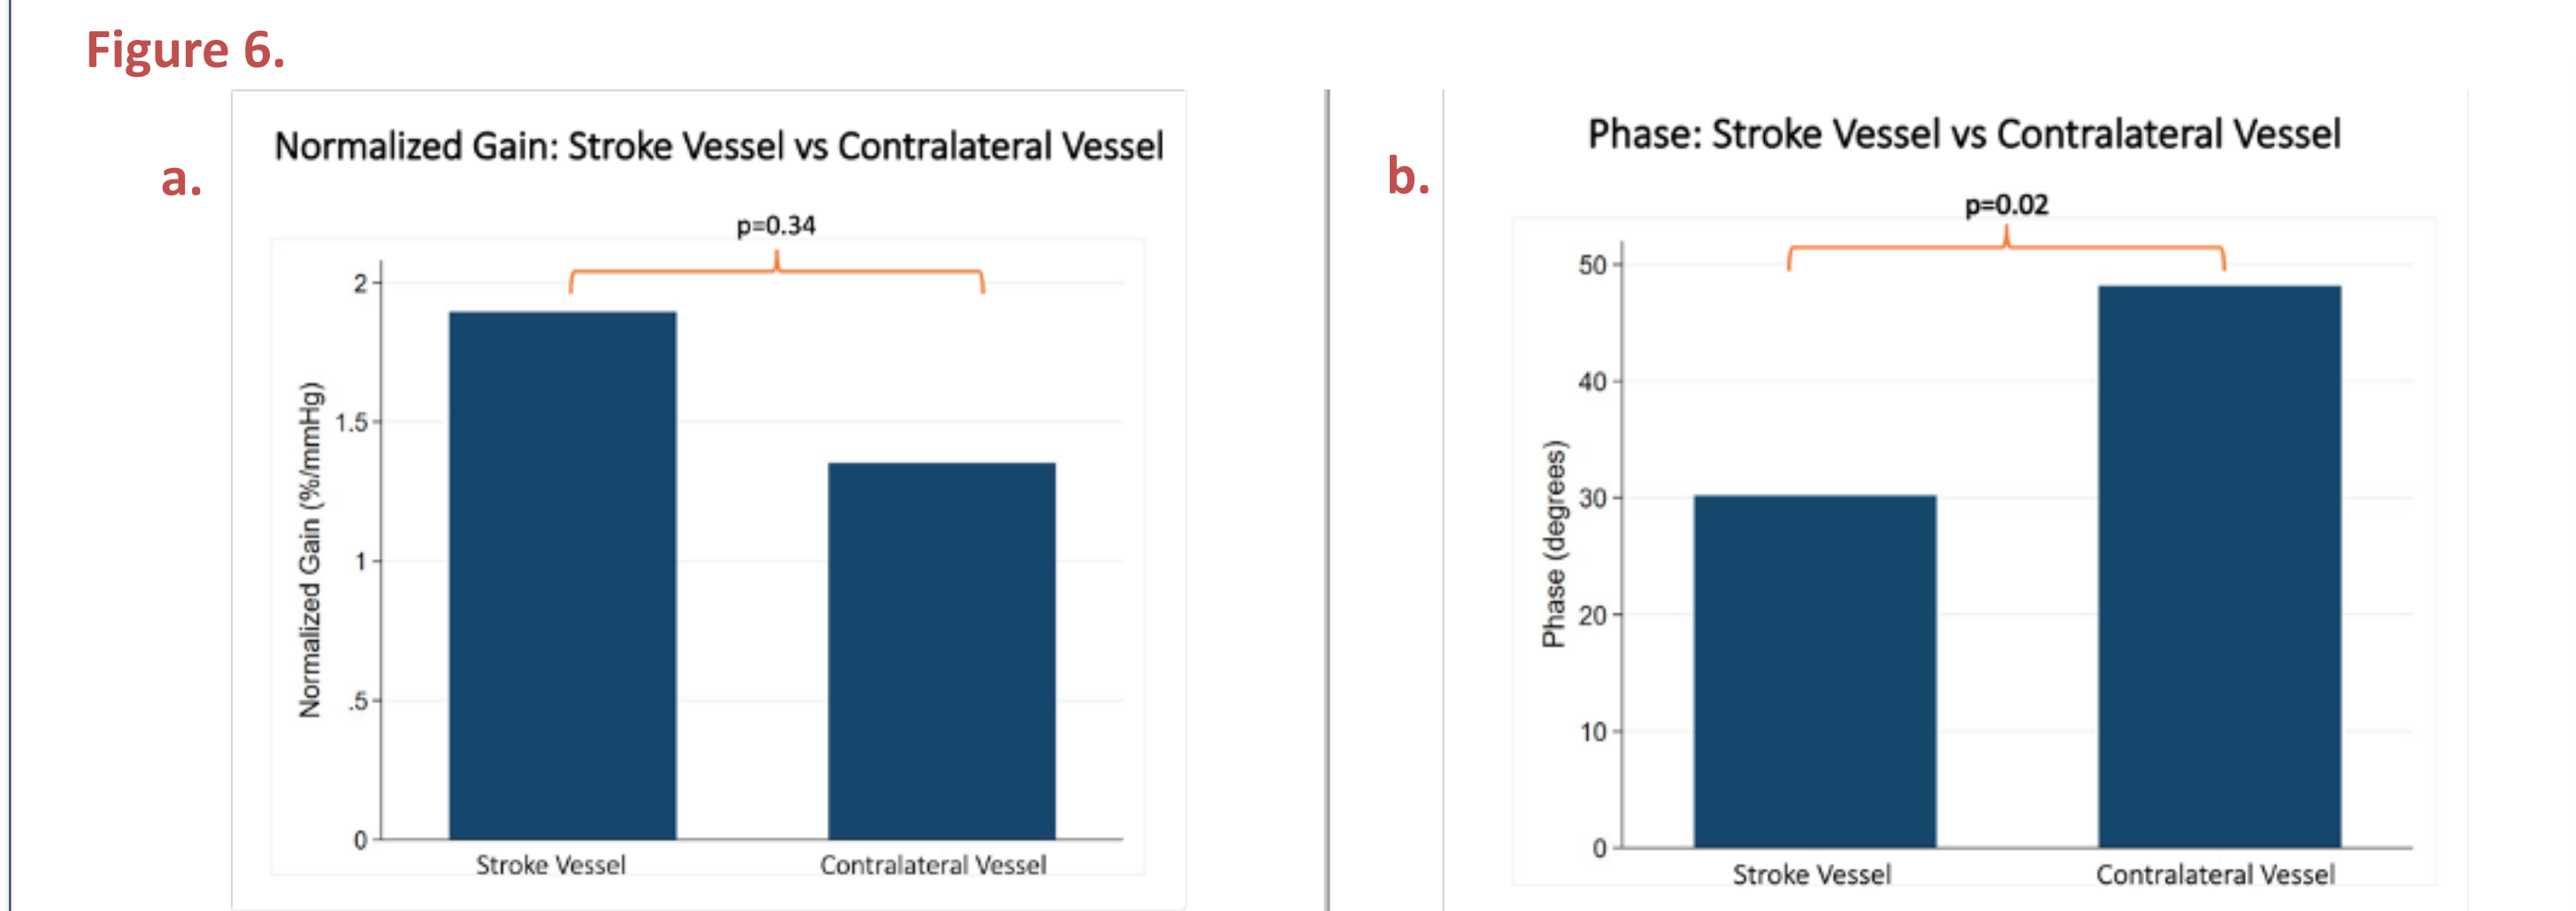 Figure 6.
a.
Normalized Gain: Stroke Vessel vs Contralateral Vessel
p=0.34
Normalized Gain (%/mmHg)
2
1.5
1
.5
0
Stroke Vessel
Contralateral Vessel
b.
Phase: Stroke Vessel vs Contralateral Vessel
p=0.02
Phase (degrees)
50
40
30
20
10
0
Stroke Vessel
Contralateral Vessel